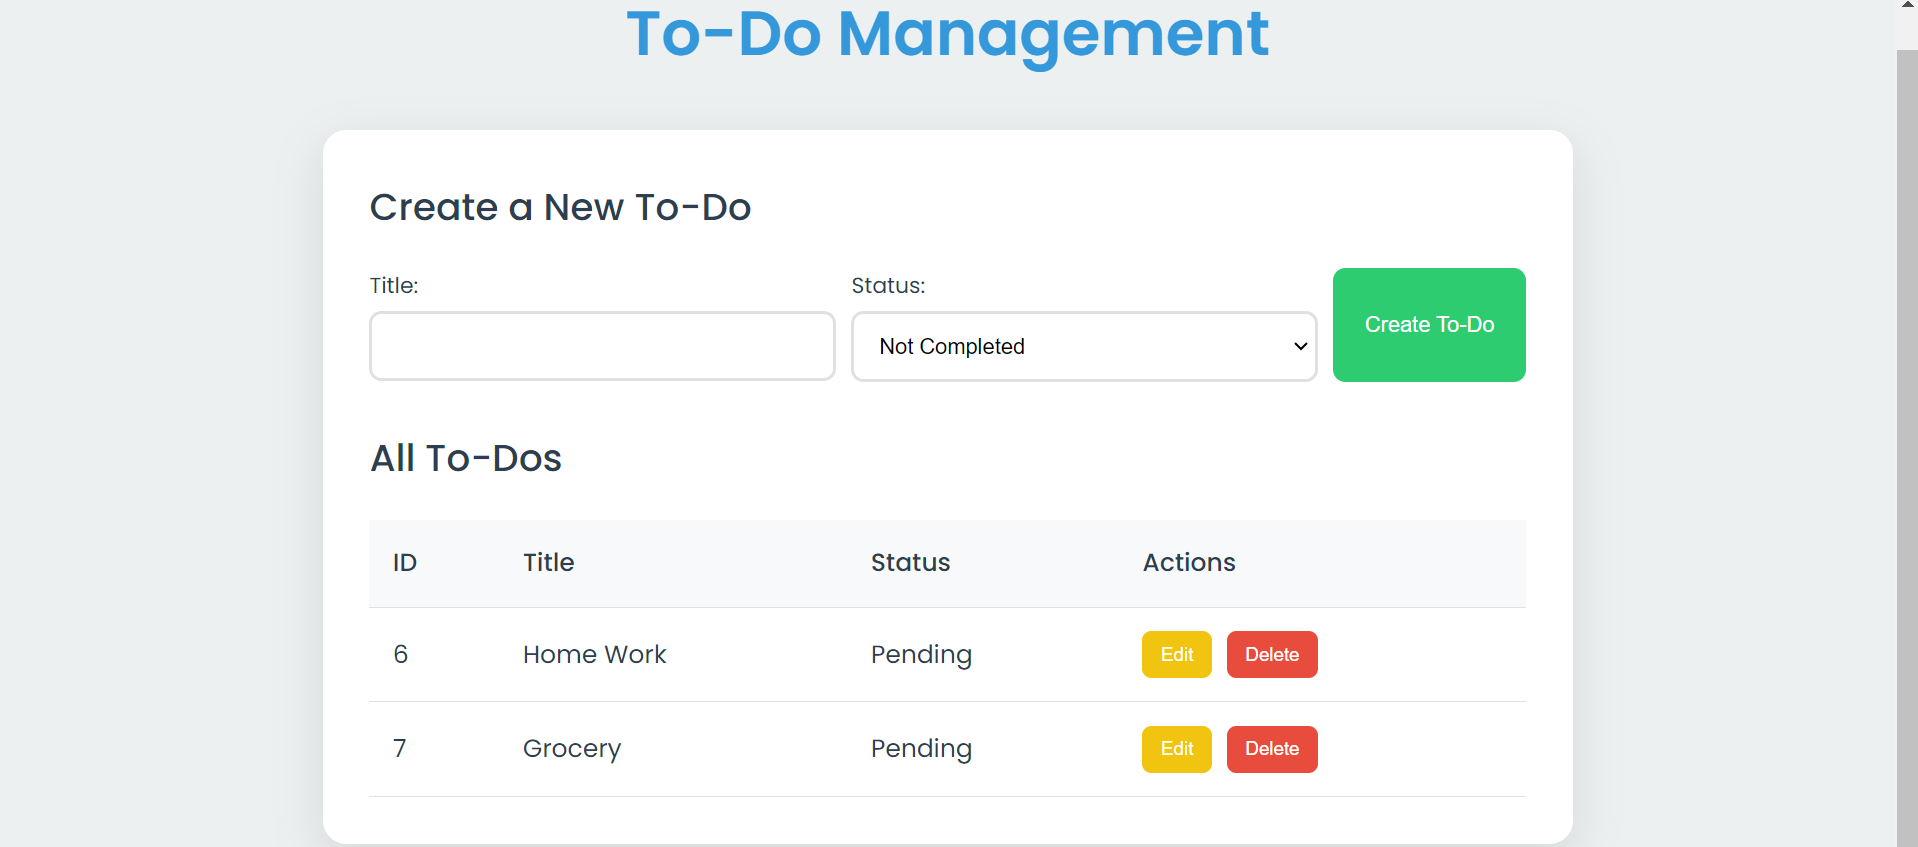 To-Do Management
Create a New To-Do
Title: Status:
Not Completed
Create To-Do
All To-Dos
ID Title Status Actions
6 Home Work Pending Edit Delete
7 Grocery Pending Edit Delete